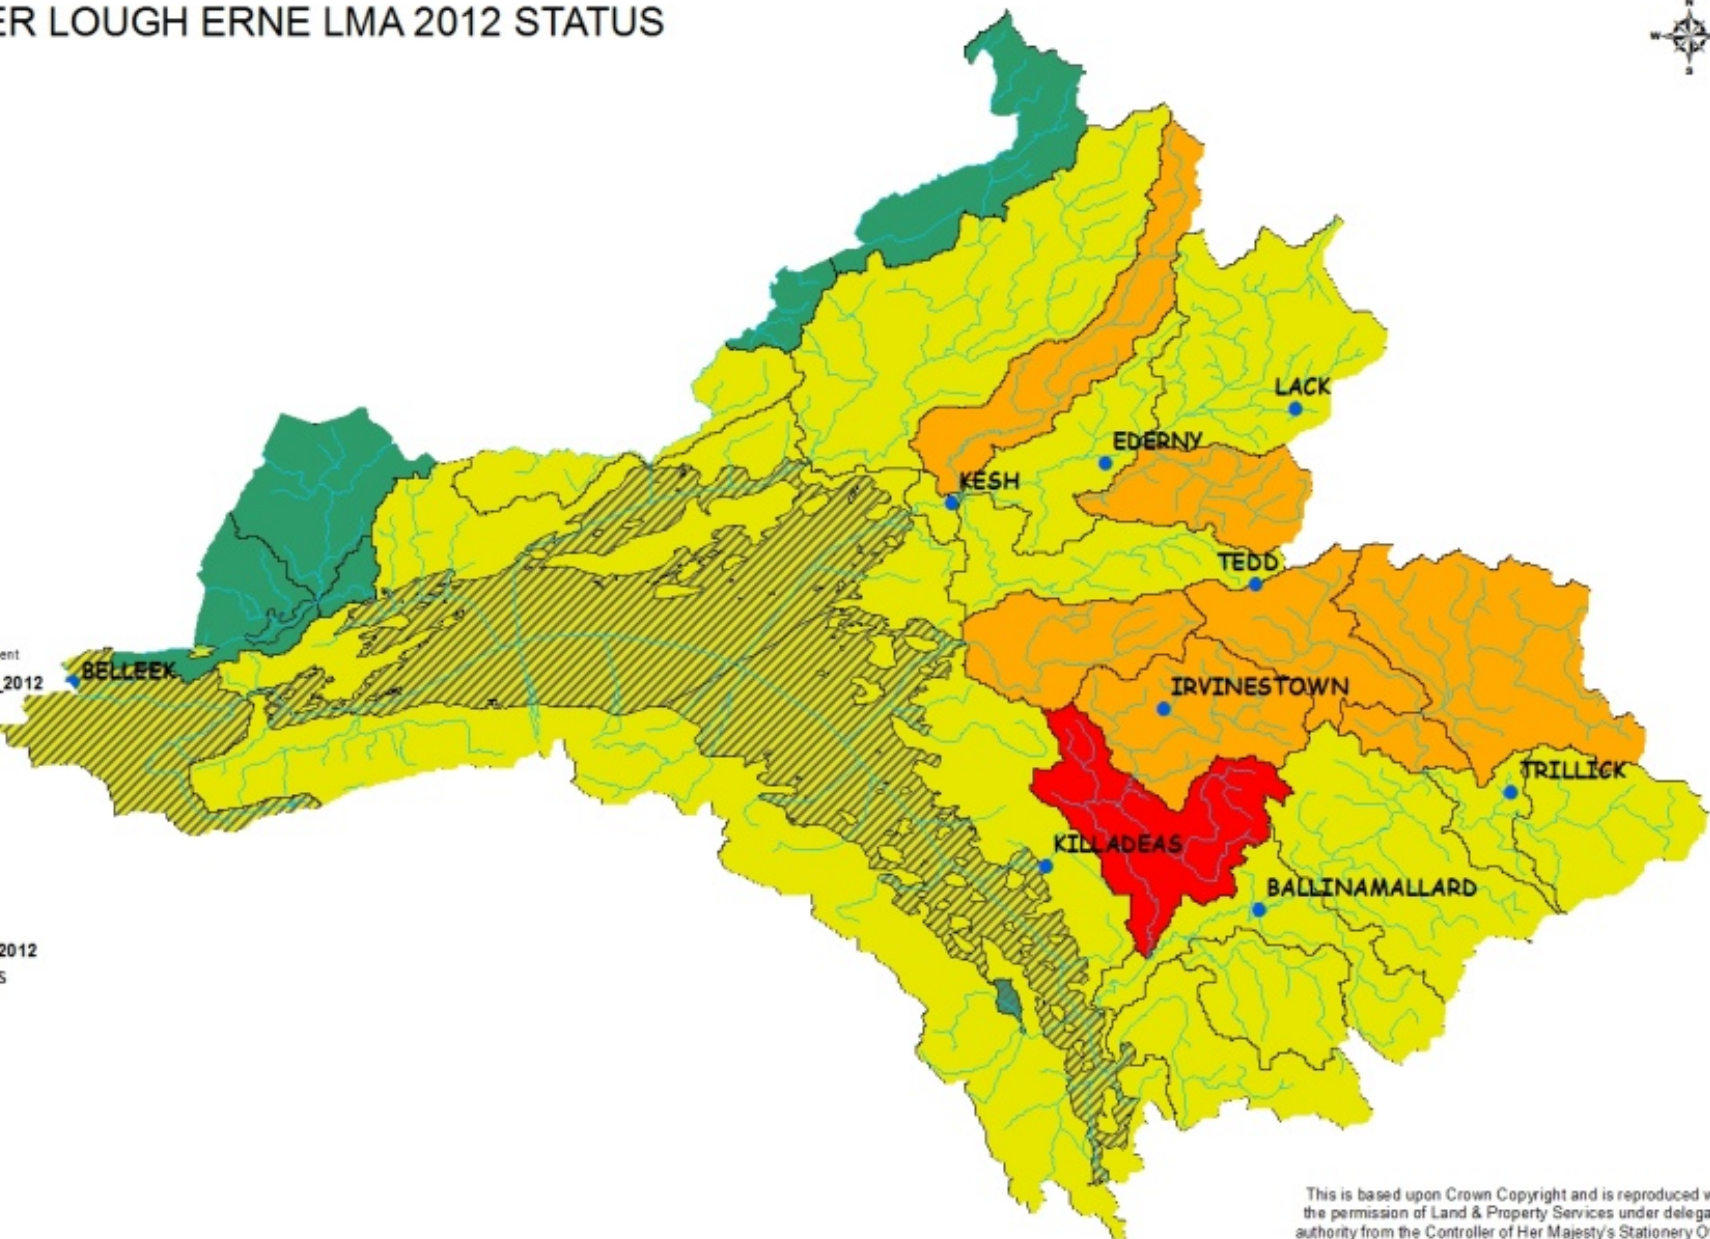 ER LOUGH ERNE LMA 2012 STATUS
N
W
S
LACK
EDERNY
KESH
TEDD
ent
_2012
BELLEEK
IRVINESTOWN
TRILLICK
KILLADEAS
BALLINAMALLARD
2012
S
This is based upon Crown Copyright and is reproduced w
the permission of Land & Property Services under delega
authority from the Controller of Her Majesty's Stationery O